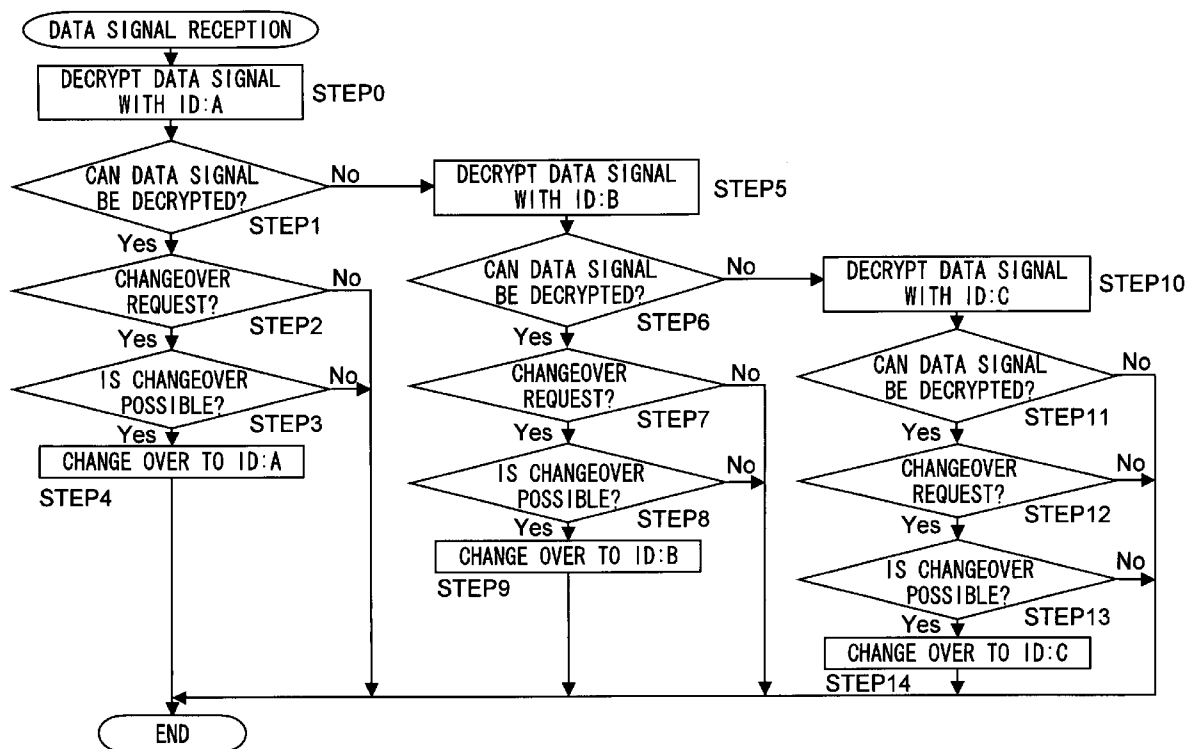 DATA SIGNAL RECEPTION
DECRYPT DATA SIGNAL
WITH ID:A
STEP0
CAN DATA SIGNAL
BE DECRYPTED?
No
STEP1
Yes
CHANGEOVER
REQUEST?
No
STEP2
Yes
IS CHANGEOVER
POSSIBLE?
No
STEP3
Yes
CHANGE OVER TO ID:A
STEP4
DECRYPT DATA SIGNAL
WITH ID:B
STEP5
CAN DATA SIGNAL
BE DECRYPTED?
No
STEP6
Yes
CHANGEOVER
REQUEST?
No
STEP7
Yes
IS CHANGEOVER
POSSIBLE?
No
STEP8
Yes
CHANGE OVER TO ID:B
STEP9
DECRYPT DATA SIGNAL
WITH ID:C
STEP10
CAN DATA SIGNAL
BE DECRYPTED?
No
STEP11
Yes
CHANGEOVER
REQUEST?
No
STEP12
Yes
IS CHANGEOVER
POSSIBLE?
No
STEP13
Yes
CHANGE OVER TO ID:C
STEP14
END